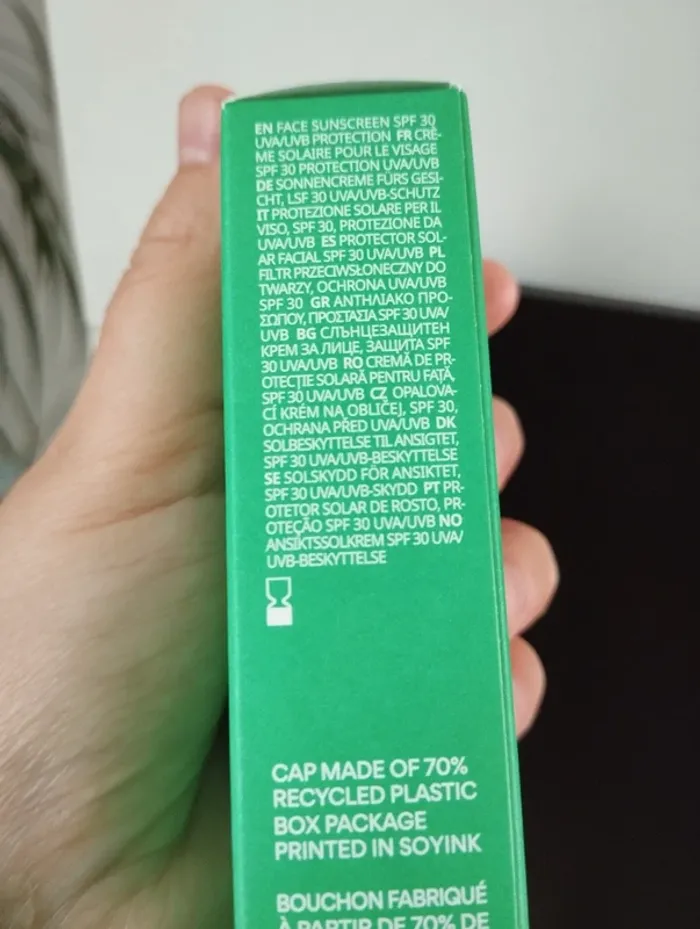 EN FACE SUNSCREEN SPF 30
UVA/UVB PROTECTION FR CRÈ-
ME SOLAIRE POUR LE VISAGE
SPF 30 PROTECTION UVA/UVB
DE SONNENCREME FÜRS GESI-
CHT, LSF 30 UVA/UVB-SCHUTZ
IT PROTEZIONE SOLARE PER IL
VISO, SPF 30, PROTEZIONE DA
UVA/UVB ES PROTECTOR SOL-
AR FACIAL SPF 30 UVA/UVB PL
FILTR PRZECIWSŁONECZNY DO
TWARZY, OCHRONA UVA/UVB
SPF 30 GR ΑΝΤΗΛΙΑΚΟ ΠΡΟ-
ΣΩΠΟΥ, ΠΡΟΣΤΑΣΙΑ SPF 30 UVA/
UVB BG СЛЪНЦЕЗАЩИТЕН
КРЕМ ЗА ЛИЦЕ, ЗАЩИТА SPF
30 UVA/UVB RO CREMĂ DE PR-
OTECȚIE SOLARĂ PENTRU FAȚĂ,
SPF 30 UVA/UVB CZ OPALOVA-
CÍ KRÉM NA OBLIČEJ, SPF 30,
OCHRANA PŘED UVA/UVB DK
SOLBESKYTTELSE TIL ANSIGTET,
SPF 30 UVA/UVB-BESKYTTELSE
SE SOLSKYDD FÖR ANSIKTET,
SPF 30 UVA/UVB-SKYDD PT PR-
OTETOR SOLAR DE ROSTO, PR-
OTEÇÃO SPF 30 UVA/UVB NO
ANSIKTSSOLKREM SPF 30 UVA/
UVB-BESKYTTELSE
CAP MADE OF 70%
RECYCLED PLASTIC
BOX PACKAGE
PRINTED IN SOYINK
BOUCHON FABRIQUÉ
À PARTIR DE 70% DE